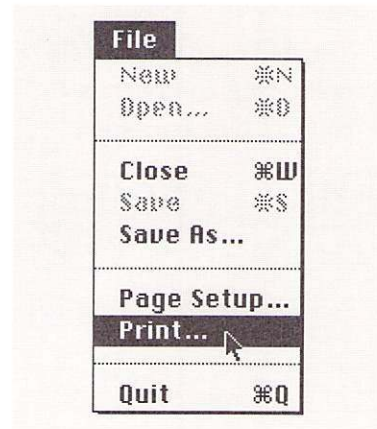 File
New ⌘N
Open... ⌘O
Close ⌘W
Save ⌘S
Save As...
Page Setup...
Print...
Quit ⌘Q